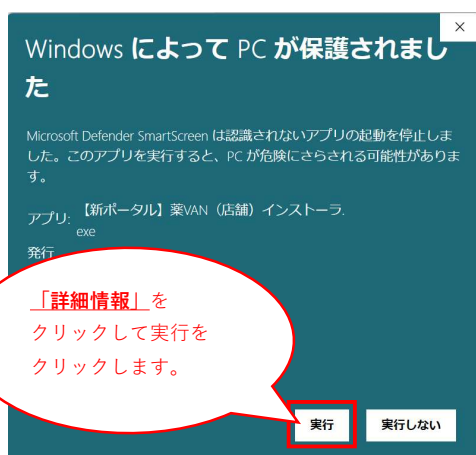 Windows によって PC が保護されまし
た
Microsoft Defender SmartScreen は認識されないアプリの起動を停止しま
した。このアプリを実行すると、PC が危険にさらされる可能性がありま
す。
アプリ: 【新ポータル】薬VAN（店舗）インストーラ.
exe
発行
「詳細情報」を
クリックして実行を
クリックします。
実行 実行しない